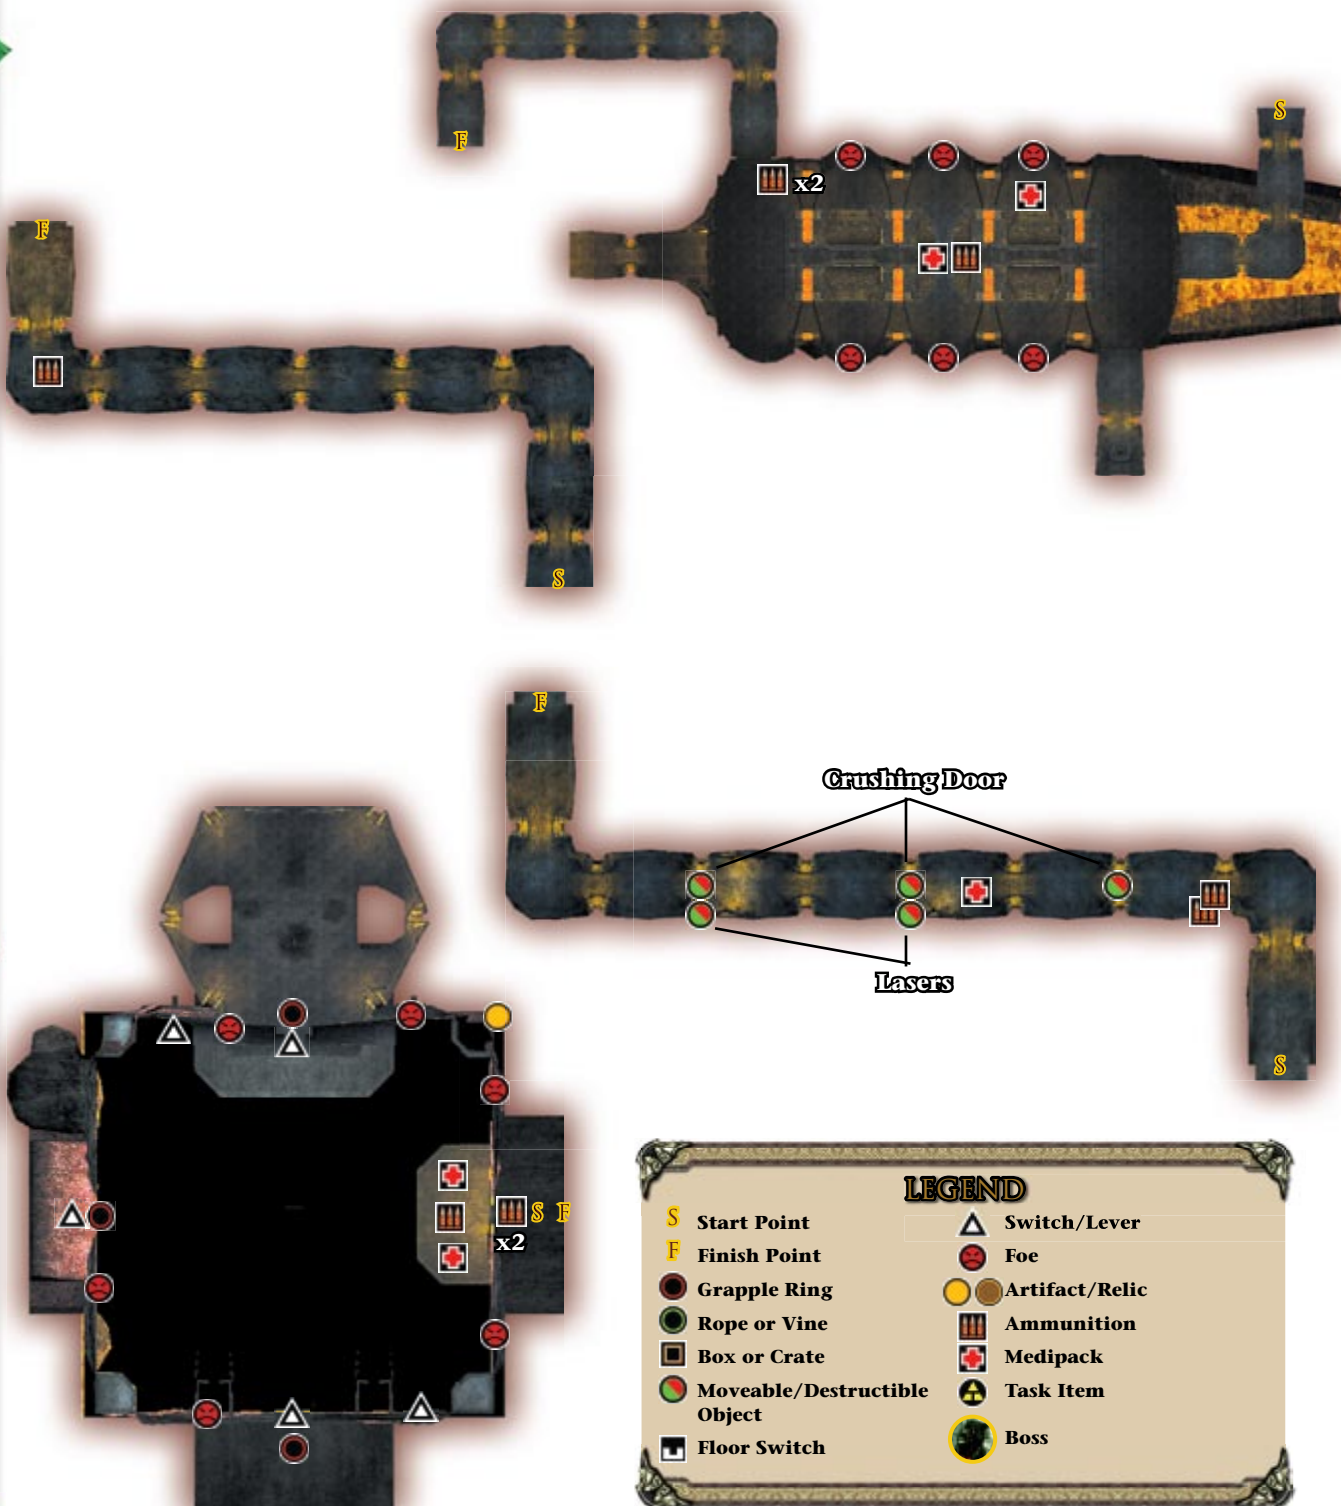 F
S
x2
F
S
F
Crushing Door
Lasers
S
S F
x2
LEGEND
S Start Point
F Finish Point
Grapple Ring
Rope or Vine
Box or Crate
Moveable/Destructible
Object
Floor Switch
Switch/Lever
Foe
Artifact/Relic
Ammunition
Medipack
Task Item
Boss